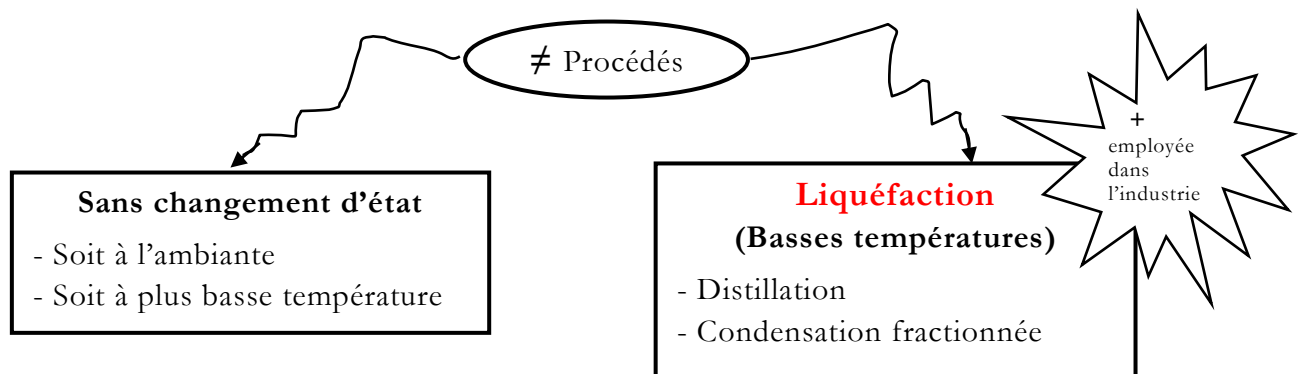 ≠ Procédés
Sans changement d’état
- Soit à l’ambiante
- Soit à plus basse température
Liquéfaction
(Basses températures)
- Distillation
- Condensation fractionnée
+
employée
dans
l’industrie